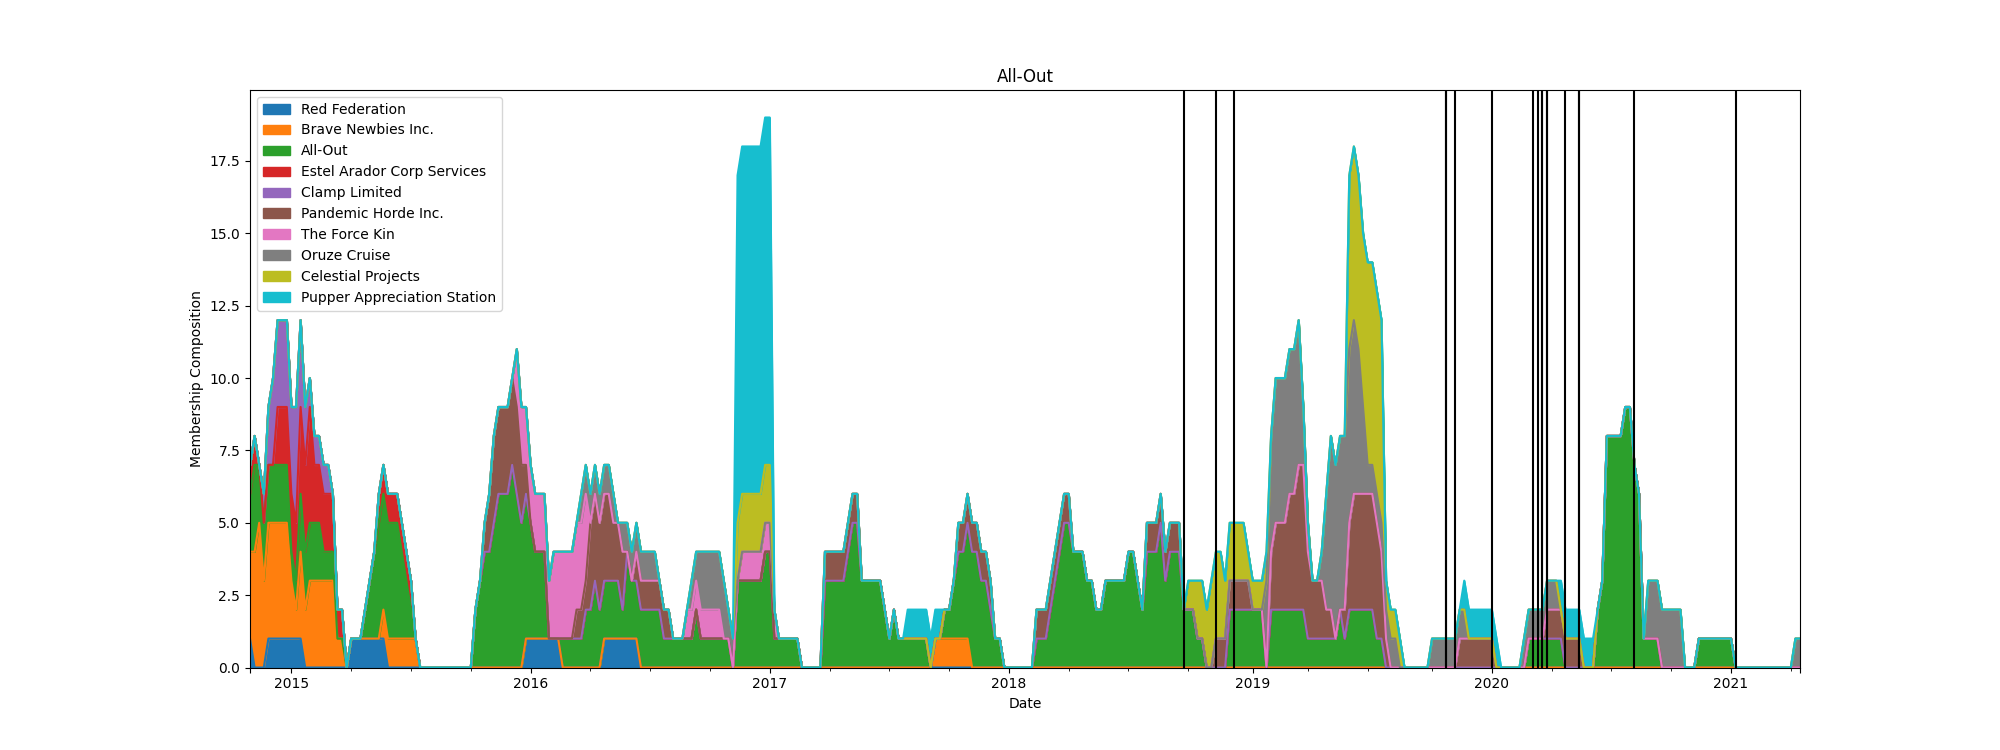 All-Out
Red Federation
Brave Newbies Inc.
All-Out
Estel Arador Corp Services
Clamp Limited
Pandemic Horde Inc.
The Force Kin
Oruze Cruise
Celestial Projects
Pupper Appreciation Station
Membership Composition
17.5
15.0
12.5
10.0
7.5
5.0
2.5
0.0
2015 2016 2017 2018 2019 2020 2021
Date